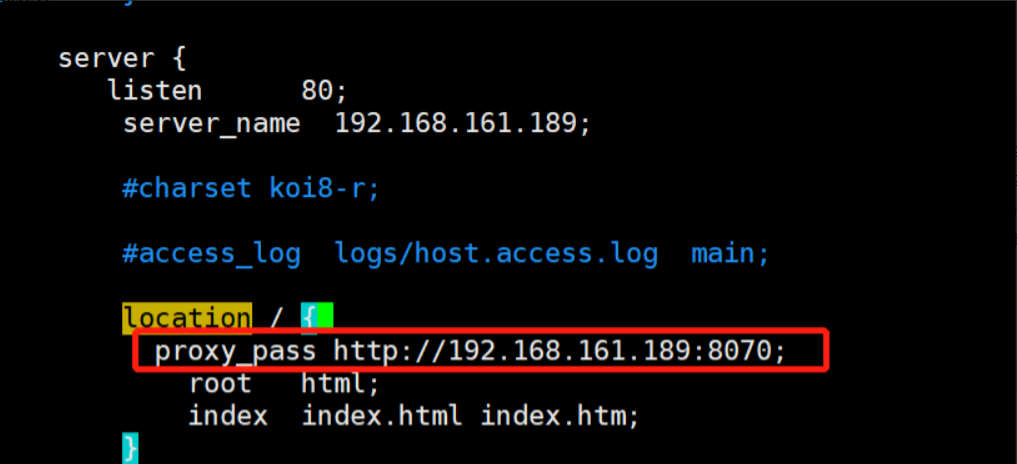 server {
listen 80;
server_name 192.168.161.189;
#charset koi8-r;
#access_log logs/host.access.log main;
location / {
proxy_pass http://192.168.161.189:8070;
root html;
index index.html index.htm;
}